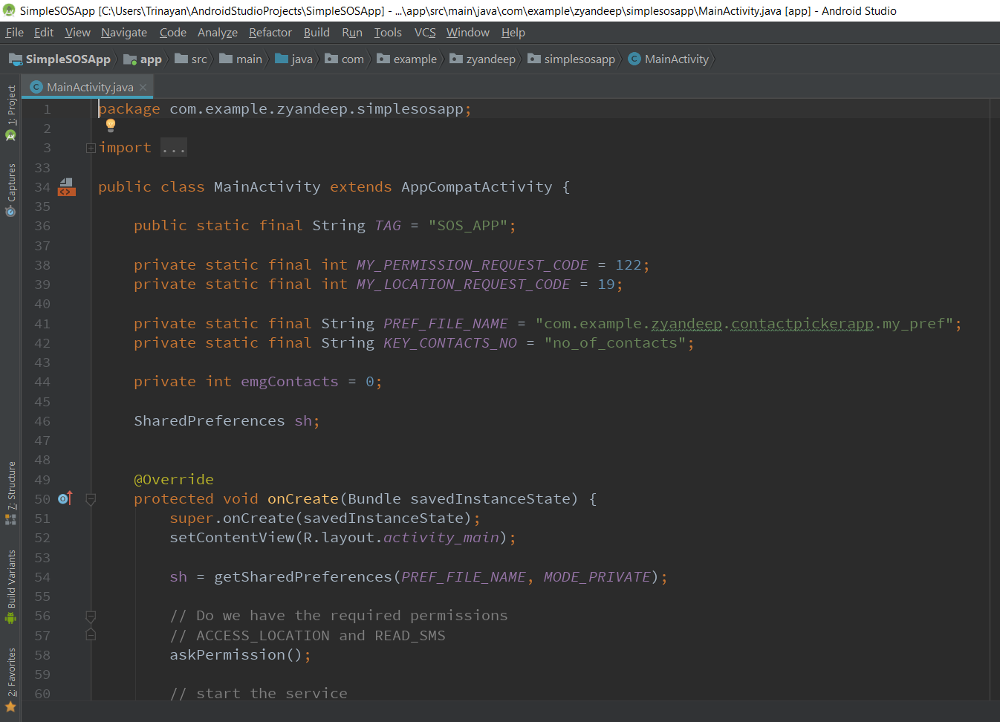 SimpleSOSApp [C:\Users\Trinayan\AndroidStudioProjects\SimpleSOSApp] - ...\app\src\main\java\com\example\zyandeep\simplesosapp\MainActivity.java [app] - Android Studio
File Edit View Navigate Code Analyze Refactor Build Run Tools VCS Window Help
SimpleSOSApp app src main java com example zyandeep simplesosapp MainActivity
MainActivity.java
1: Project
Captures
7: Structure
Build Variants
2: Favorites
1 package com.example.zyandeep.simplesosapp;
2
3 import ...
33
34 public class MainActivity extends AppCompatActivity {
35
36 public static final String TAG = "SOS_APP";
37
38 private static final int MY_PERMISSION_REQUEST_CODE = 122;
39 private static final int MY_LOCATION_REQUEST_CODE = 19;
40
41 private static final String PREF_FILE_NAME = "com.example.zyandeep.contactpickerapp.my_pref";
42 private static final String KEY_CONTACTS_NO = "no_of_contacts";
43
44 private int emgContacts = 0;
45
46 SharedPreferences sh;
47
48
49 @Override
50 protected void onCreate(Bundle savedInstanceState) {
51 super.onCreate(savedInstanceState);
52 setContentView(R.layout.activity_main);
53
54 sh = getSharedPreferences(PREF_FILE_NAME, MODE_PRIVATE);
55
56 // Do we have the required permissions
57 // ACCESS_LOCATION and READ_SMS
58 askPermission();
59
60 // start the service